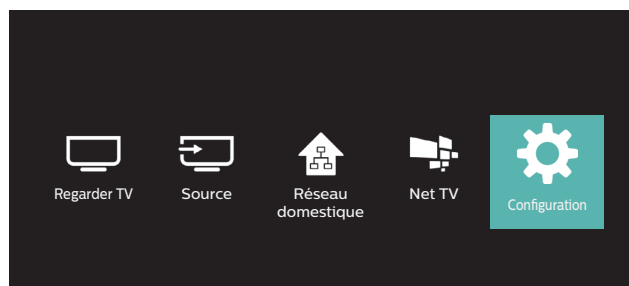 Regarder TV
Source
Réseau
domestique
Net TV
Configuration